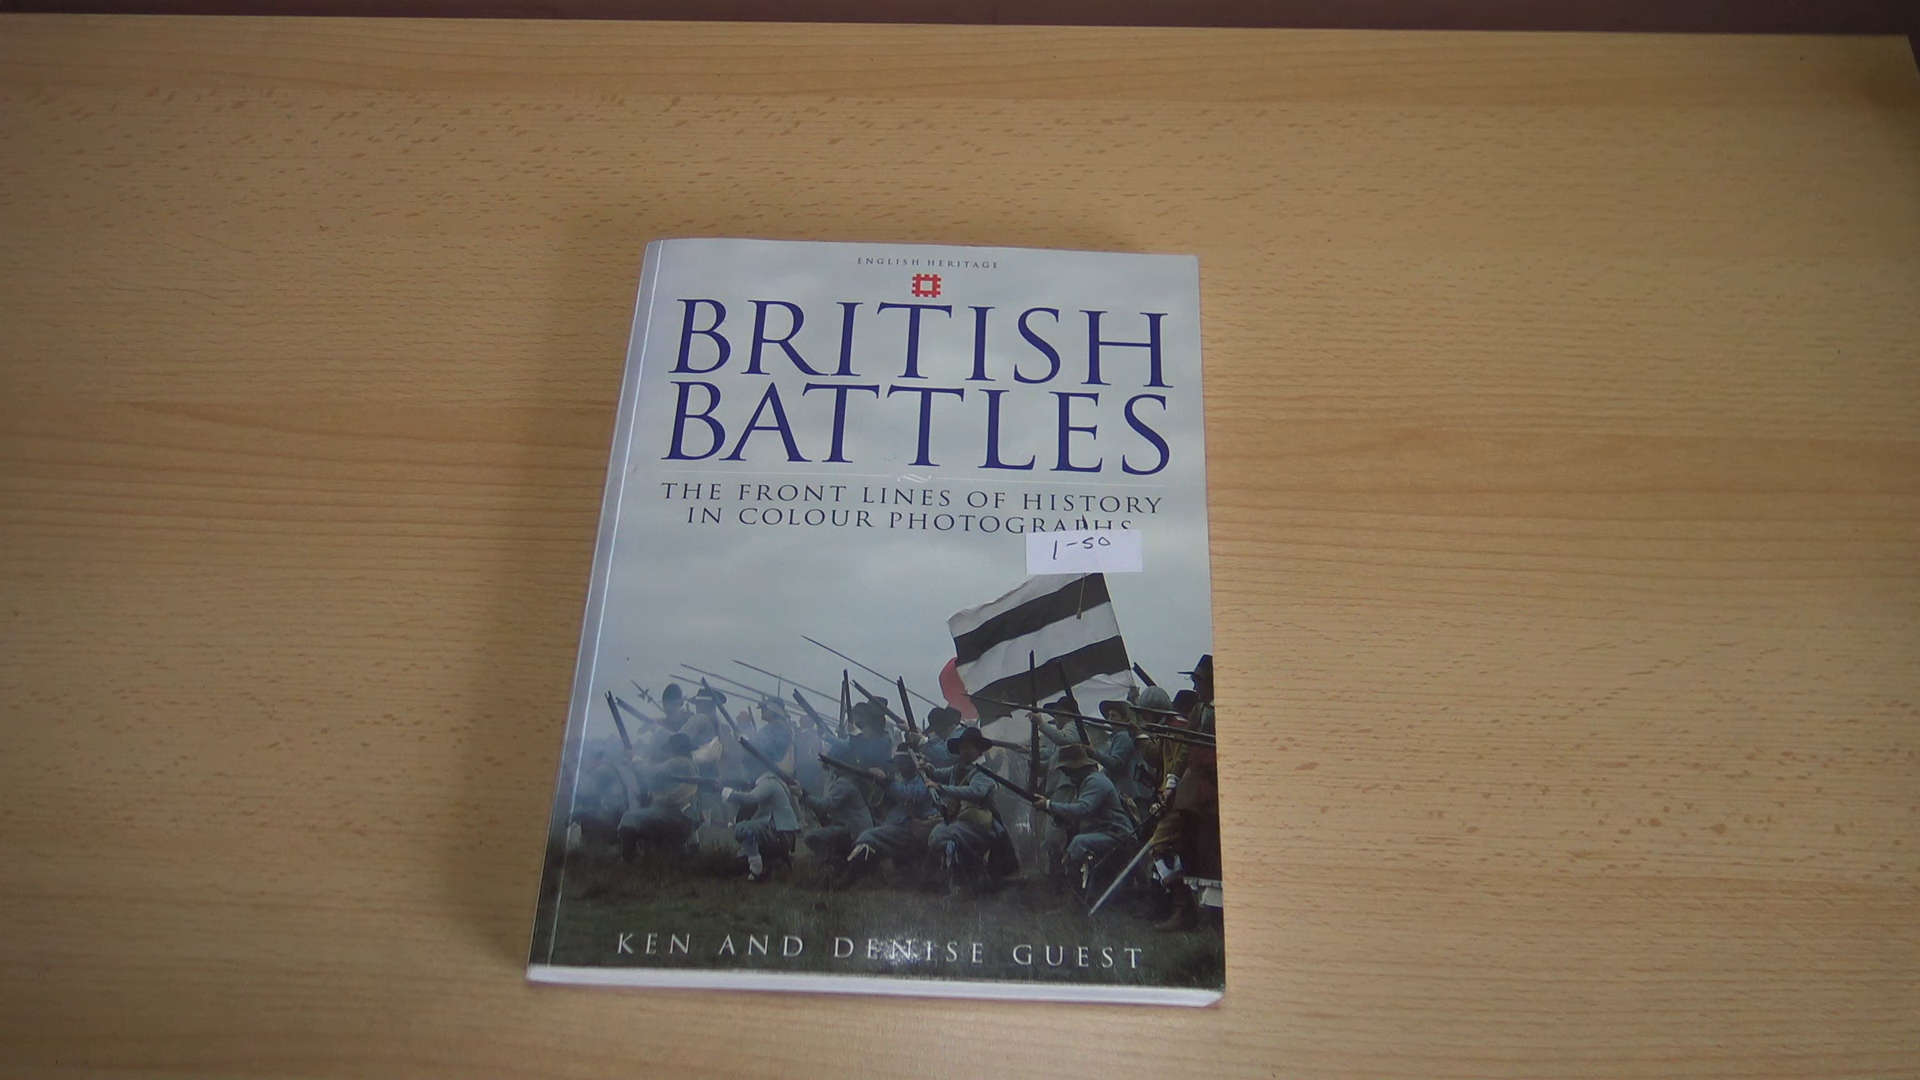 ENGLISH HERITAGE
BRITISH
BATTLES
THE FRONT LINES OF HISTORY
IN COLOUR PHOTOGRAPHS
1-50
KEN AND DENISE GUEST